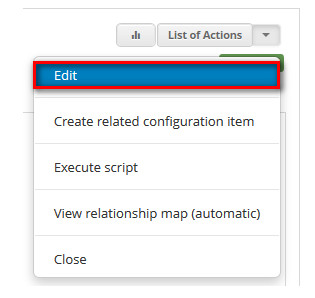 List of Actions
Edit
Create related configuration item
Execute script
View relationship map (automatic)
Close